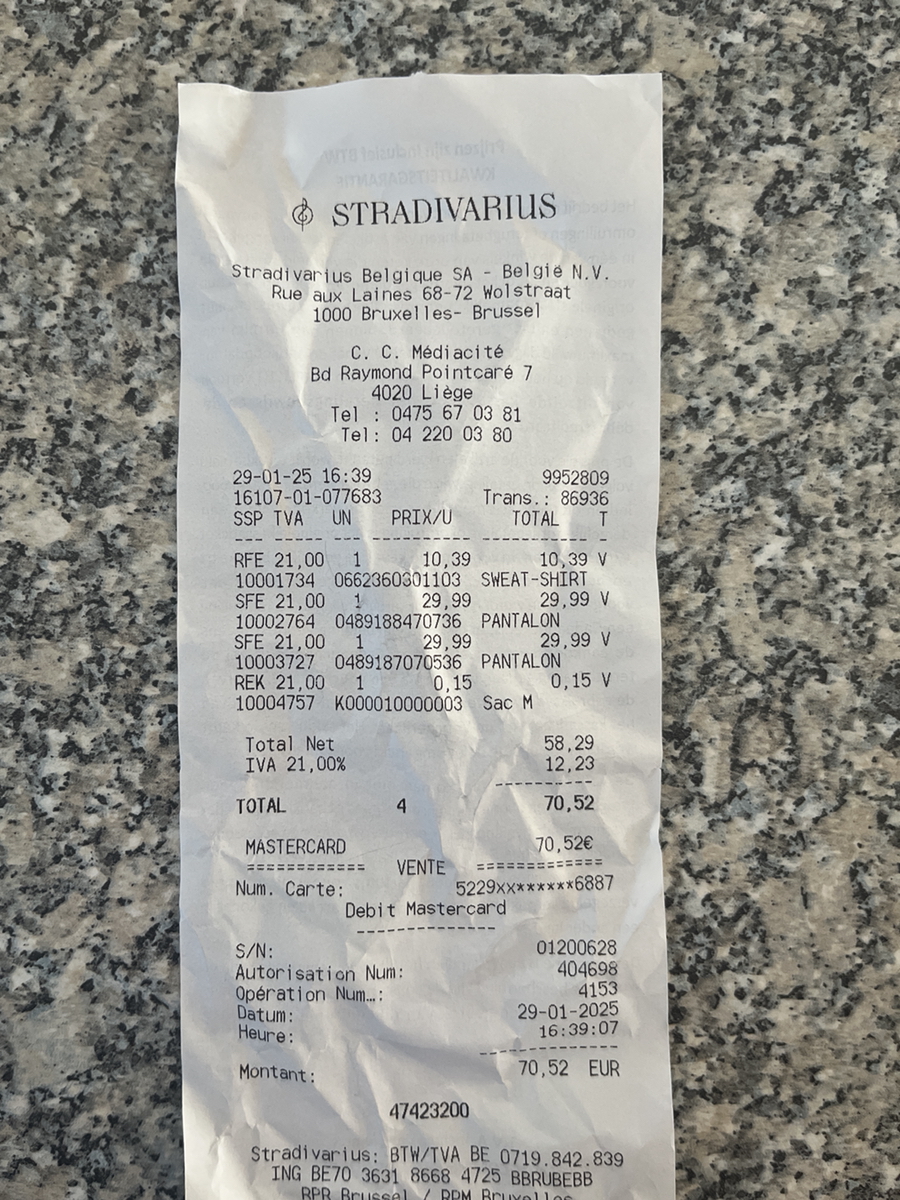 STRADIVARIUS
Stradivarius Belgique SA - België N.V.
Rue aux Laines 68-72 Wolstraat
1000 Bruxelles- Brussel
C. C. Médiacité
Bd Raymond Pointcaré 7
4020 Liège
Tel : 0475 67 03 81
Tel: 04 220 03 80
29-01-25 16:39 9952809
16107-01-077683 Trans.: 86936
SSP TVA UN PRIX/U TOTAL T
--- ----- --- ------------ ------------- -
RFE 21,00 1 10,39 10,39 V
10001734 0662360301103 SWEAT-SHIRT
SFE 21,00 1 29,99 29,99 V
10002764 0489188470736 PANTALON
SFE 21,00 1 29,99 29,99 V
10003727 0489187070536 PANTALON
REK 21,00 1 0,15 0,15 V
10004757 K000010000003 Sac M
Total Net 58,29
IVA 21,00% 12,23
----------
TOTAL 4 70,52
MASTERCARD 70,52€
============ VENTE ============
Num. Carte: 5229xx******6887
Debit Mastercard
-------------
S/N: 01200628
Autorisation Num: 404698
Opération Num…: 4153
Datum: 29-01-2025
Heure: 16:39:07
-------------
Montant: 70,52 EUR
47423200
Stradivarius: BTW/TVA BE 0719.842.839
ING BE70 3631 8668 4725 BBRUBEBB
RPR Brussel / RPM Bruxelles